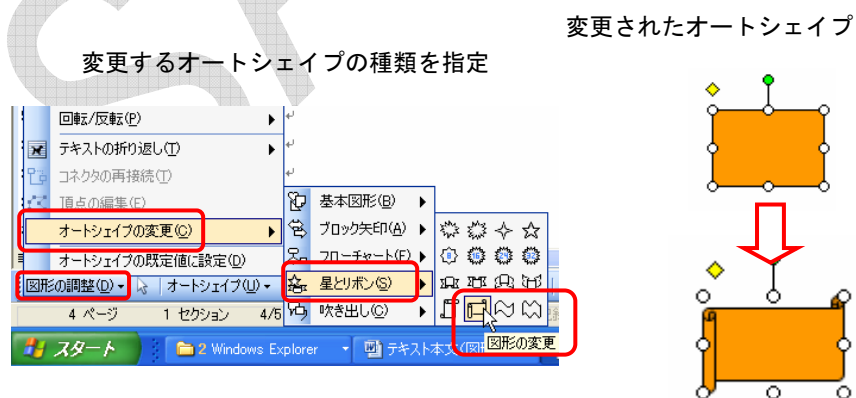 変更されたオートシェイプ
変更するオートシェイプの種類を指定
回転/反転(P)
テキストの折り返し(T)
コネクタの再接続(T)
頂点の編集(E)
オートシェイプの変更(C)
オートシェイプの既定値に設定(D)
基本図形(B)
ブロック矢印(A)
フローチャート(F)
星とリボン(S)
吹き出し(C)
8 16 24 32
図形の調整(D) オートシェイプ(U)
4 ページ 1 セクション 4/5
図形の変更
スタート 2 Windows Explorer テキスト本文(図形